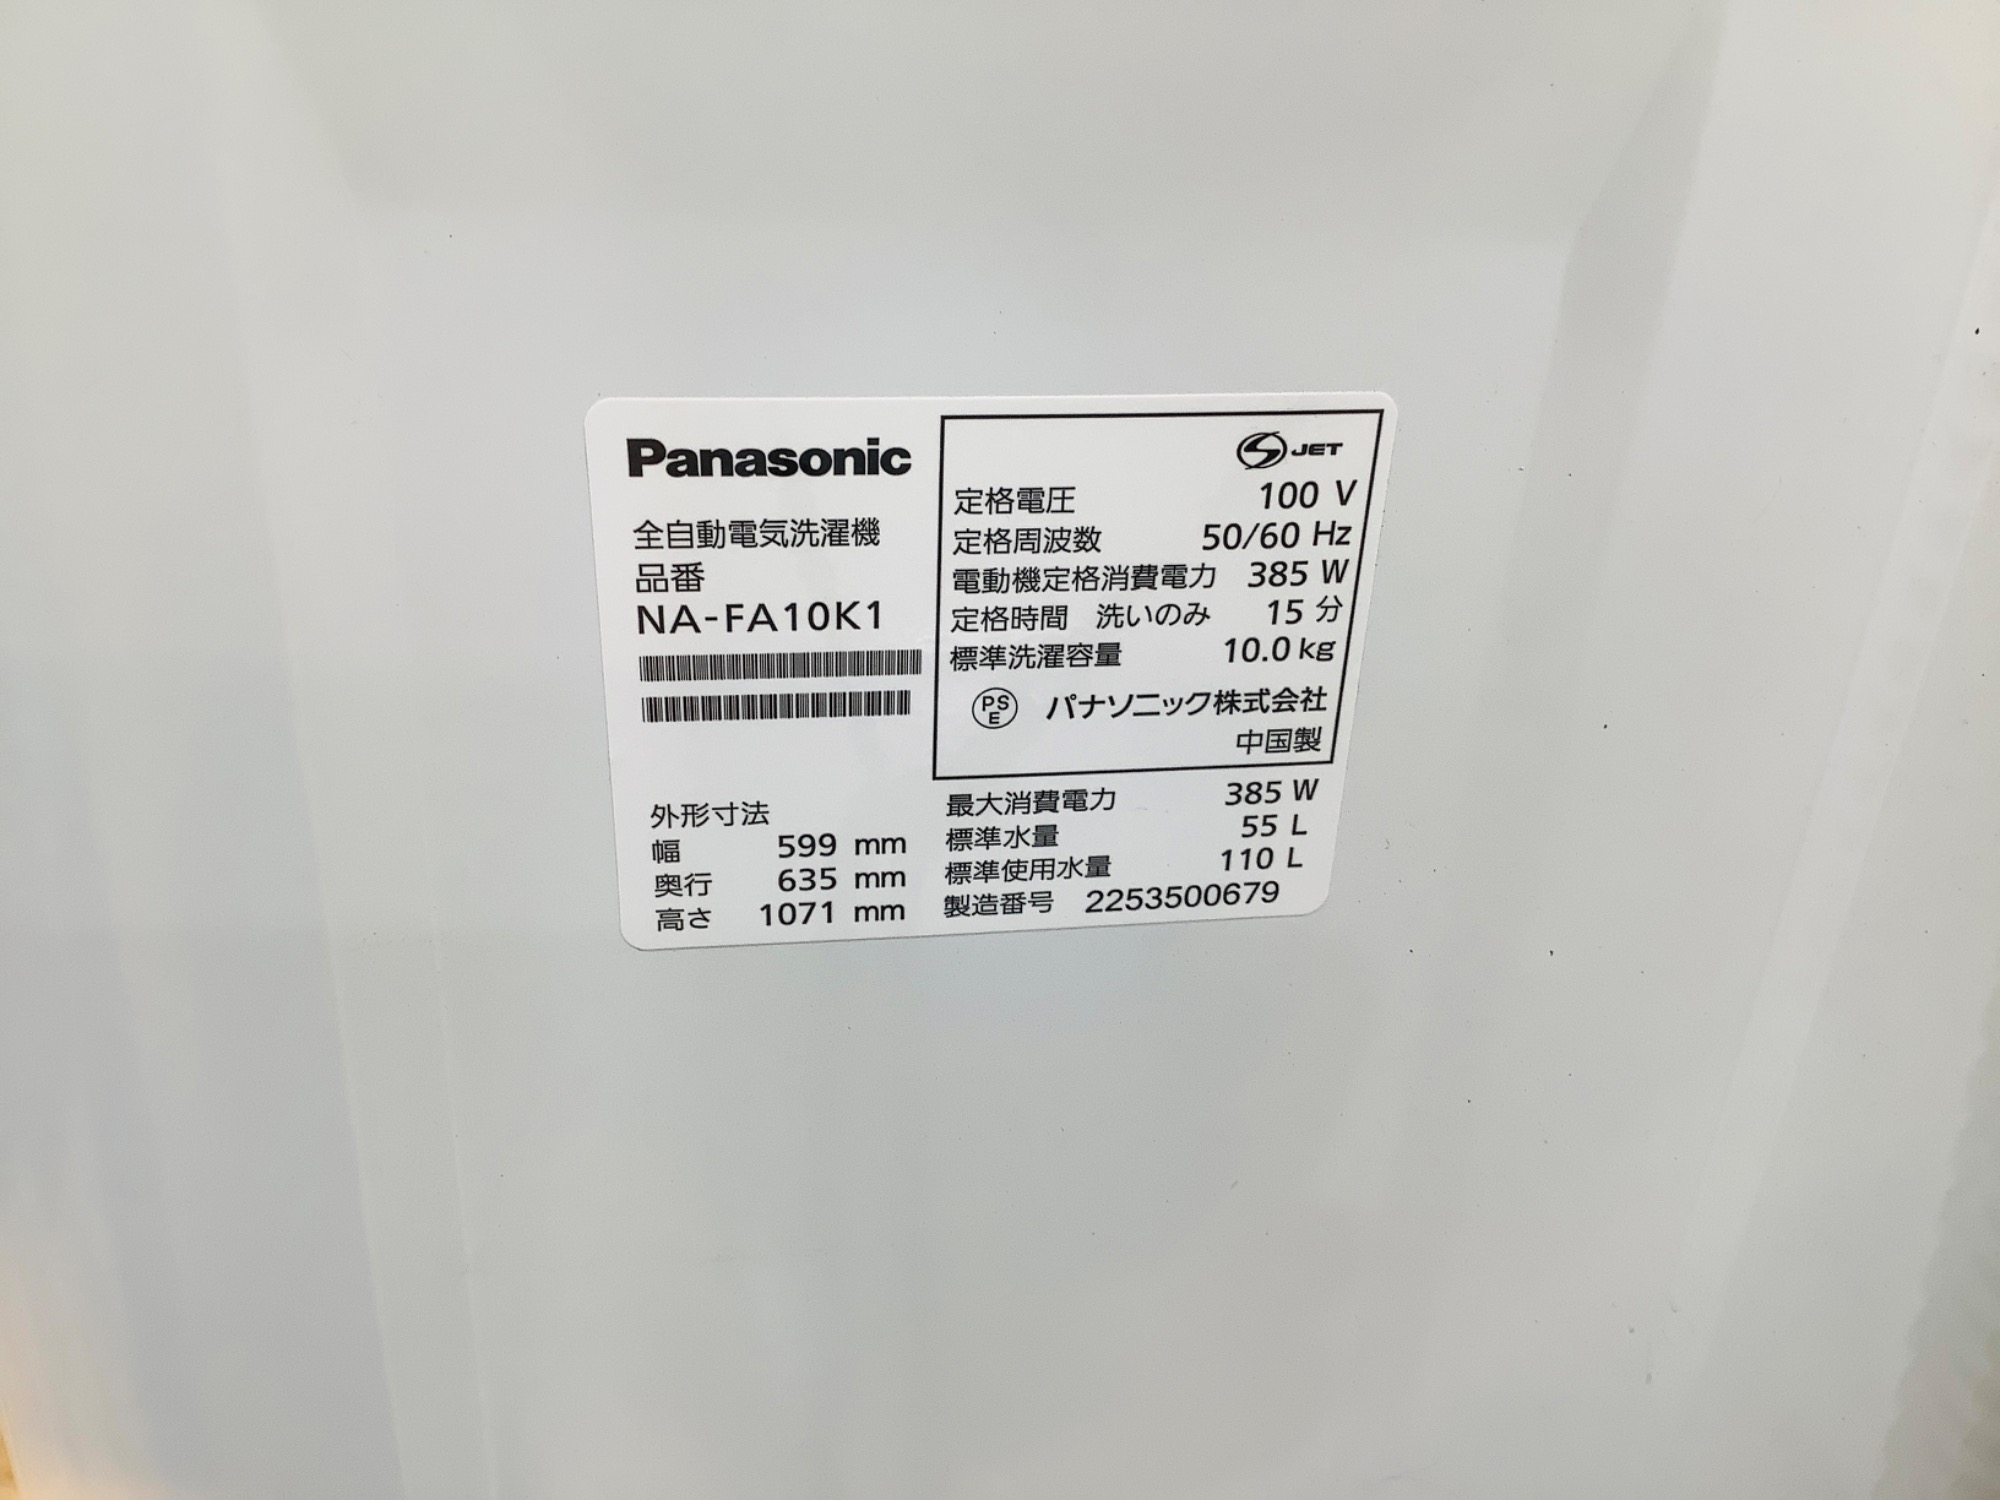 Panasonic
全自動電気洗濯機
品番
NA-FA10K1
外形寸法
幅 599 mm
奥行 635 mm
高さ 1071 mm
S JET
定格電圧 100 V
定格周波数 50/60 Hz
電動機定格消費電力 385 W
定格時間 洗いのみ 15 分
標準洗濯容量 10.0 kg
PS E パナソニック株式会社
中国製
最大消費電力 385 W
標準水量 55 L
標準使用水量 110 L
製造番号 2253500679